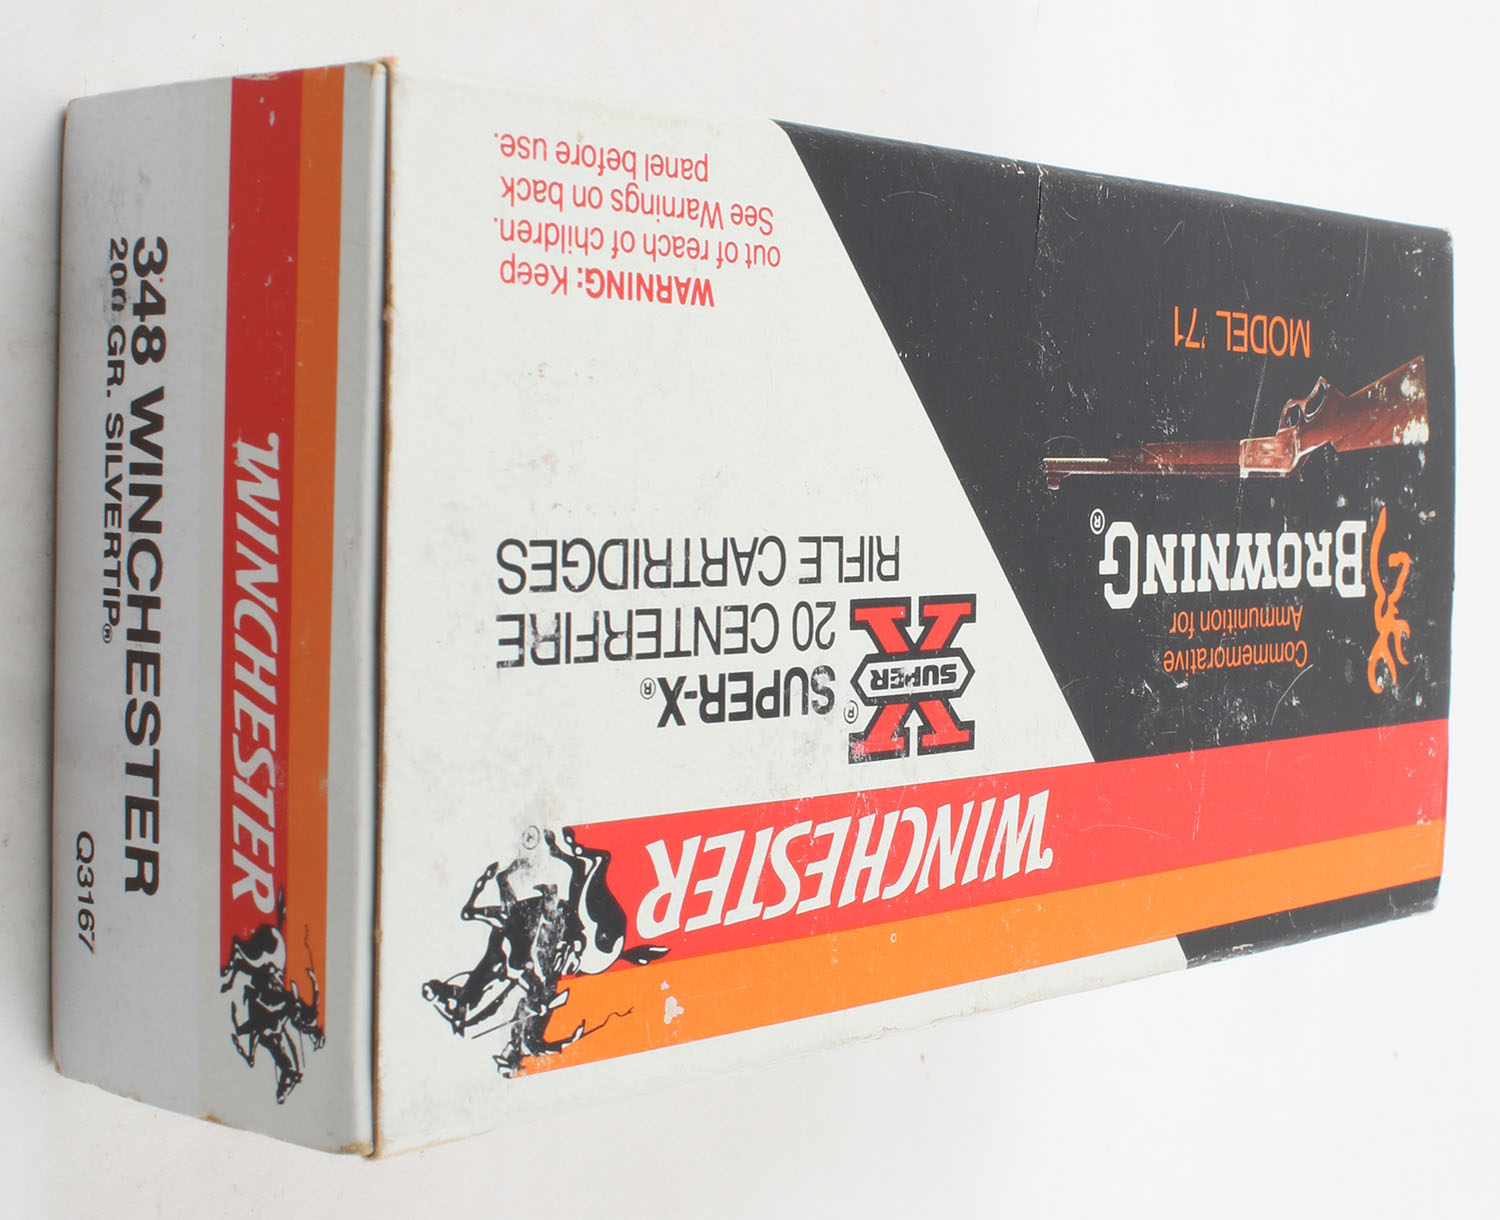 WINCHESTER
®
SUPER
®
SUPER-X®
20 CENTERFIRE
RIFLE CARTRIDGES
WARNING: Keep
out of reach of children.
See Warnings on back
panel before use.
Commemorative
Ammunition for
BROWNING®
MODEL '71
WINCHESTER
348 WINCHESTER
200 GR. SILVERTIP®
Q3167